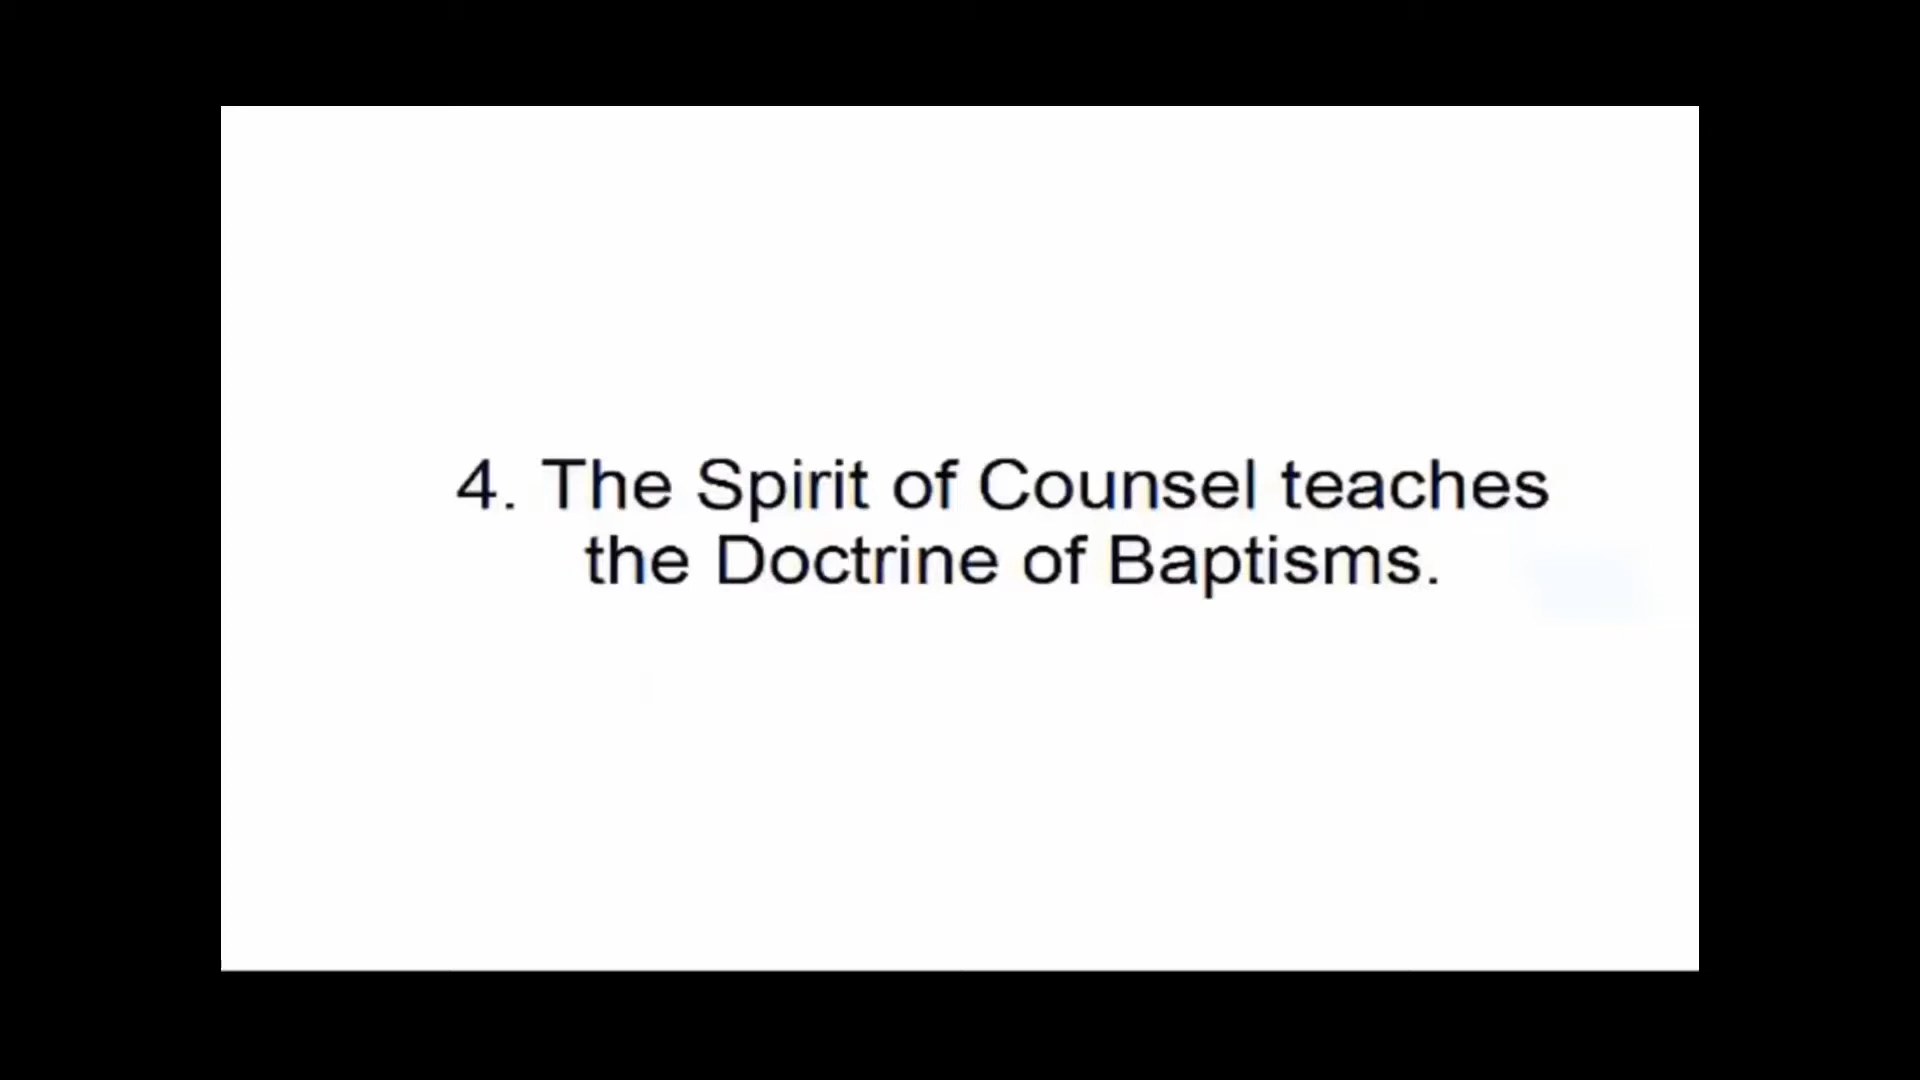 4. The Spirit of Counsel teaches
the Doctrine of Baptisms.